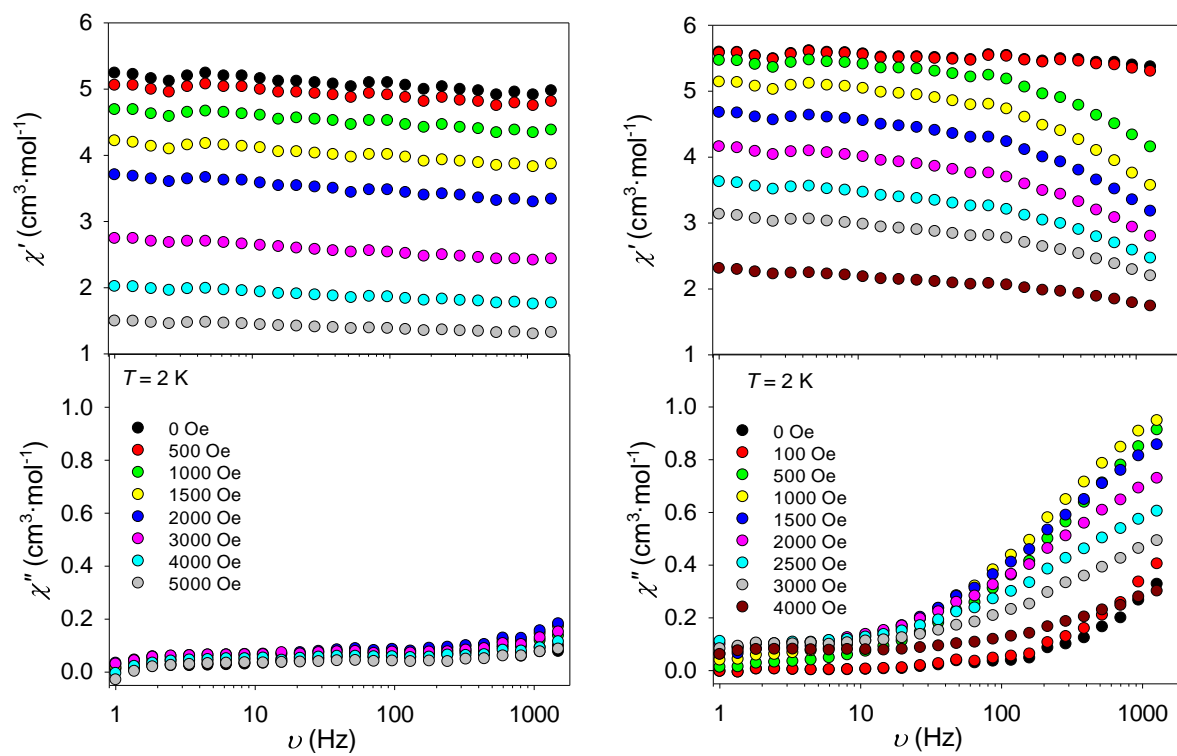 6
5
4
3
2
1
χ′ (cm³·mol⁻¹)
T = 2 K
1.0
0.8
0.6
0.4
0.2
0.0
χ″ (cm³·mol⁻¹)
0 Oe
500 Oe
1000 Oe
1500 Oe
2000 Oe
3000 Oe
4000 Oe
5000 Oe
1 10 100 1000
υ (Hz)
6
5
4
3
2
1
χ′ (cm³·mol⁻¹)
T = 2 K
1.0
0.8
0.6
0.4
0.2
0.0
χ″ (cm³·mol⁻¹)
0 Oe
100 Oe
500 Oe
1000 Oe
1500 Oe
2000 Oe
2500 Oe
3000 Oe
4000 Oe
1 10 100 1000
υ (Hz)